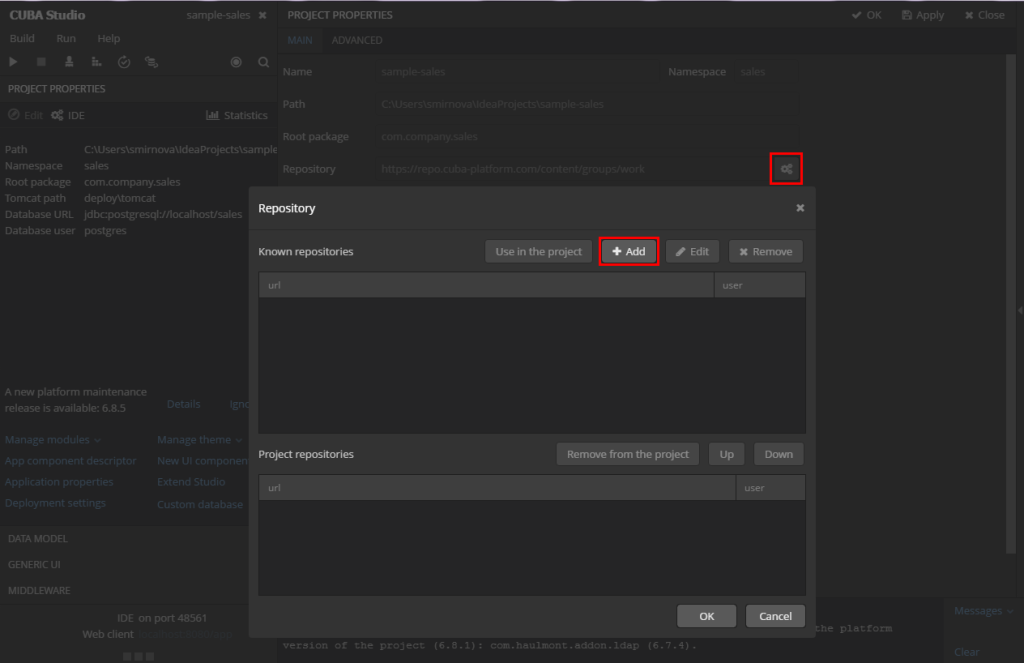 CUBA Studio
sample-sales
Build Run Help
PROJECT PROPERTIES
Edit IDE Statistics
Path C:\Users\smirnova\IdeaProjects\sample
Namespace sales
Root package com.company.sales
Tomcat path deploy\tomcat
Database URL jdbc:postgresql://localhost/sales
Database user postgres
A new platform maintenance
release is available: 6.8.5
Details Igno
Manage modules Manage theme
App component descriptor New UI componen
Application properties Extend Studio
Deployment settings Custom database
DATA MODEL
GENERIC UI
MIDDLEWARE
IDE on port 48561
Web client
PROJECT PROPERTIES
OK Apply Close
MAIN ADVANCED
Name sample-sales Namespace sales
Path C:\Users\smirnova\IdeaProjects\sample-sales
Root package com.company.sales
Repository https://repo.cuba-platform.com/content/groups/work
Repository
Known repositories Use in the project Add Edit Remove
url user
Project repositories Remove from the project Up Down
url user
OK Cancel
the platform
version of the project (6.8.1): com.haulmont.addon.ldap (6.7.4).
Messages
Clear